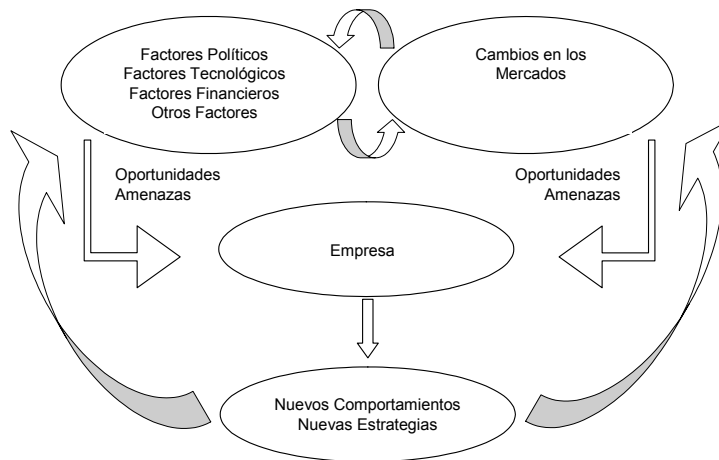 Factores Políticos
Factores Tecnológicos
Factores Financieros
Otros Factores
Cambios en los
Mercados
Oportunidades
Amenazas
Oportunidades
Amenazas
Empresa
Nuevos Comportamientos
Nuevas Estrategias